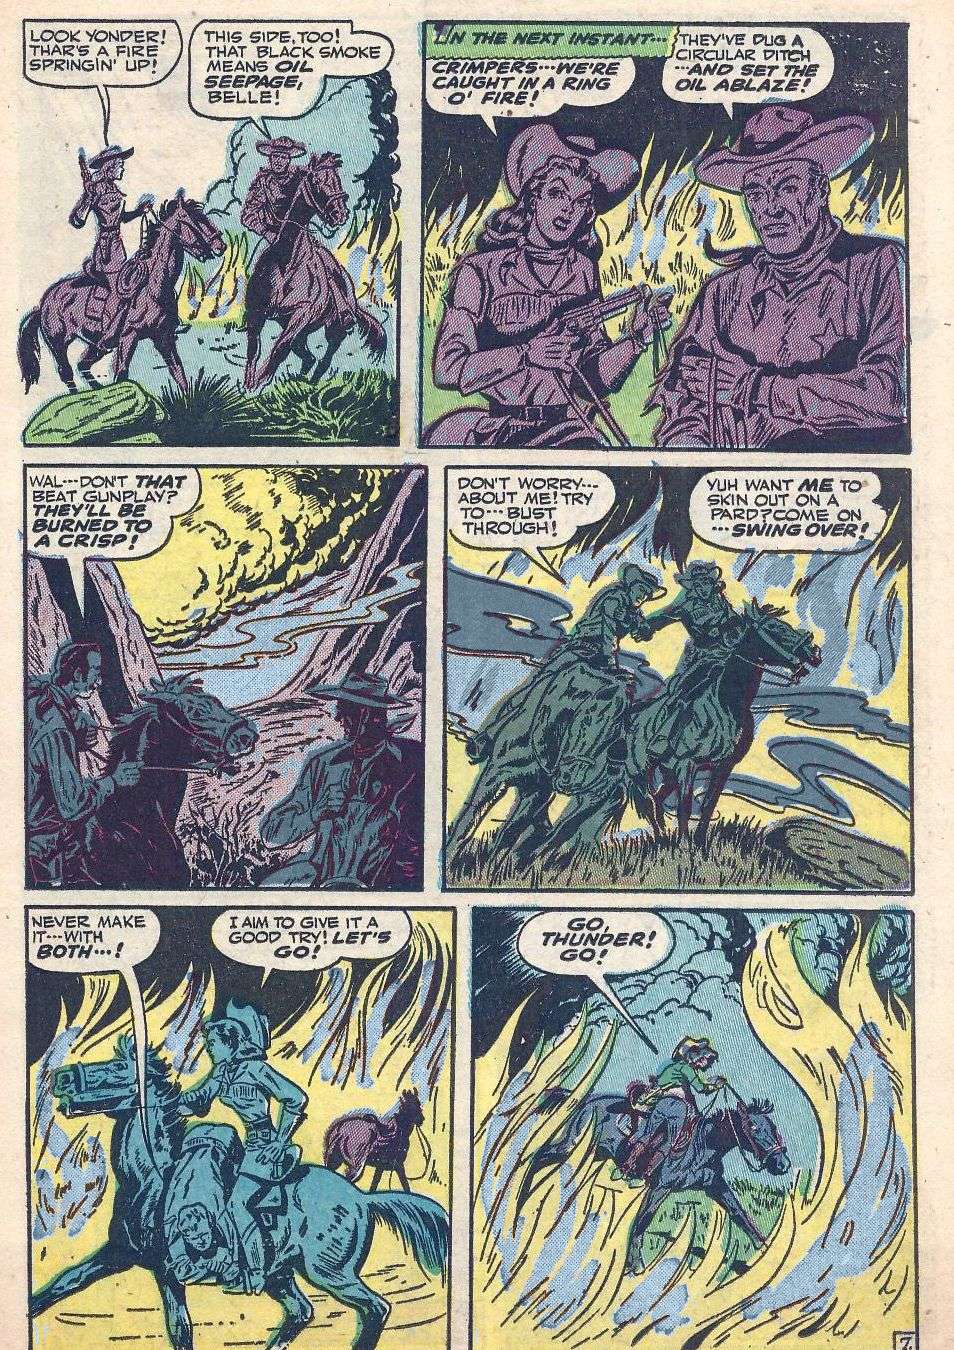 LOOK YONDER!
THAR'S A FIRE
SPRINGIN' UP!
THIS SIDE, TOO!
THAT BLACK SMOKE
MEANS OIL
SEEPAGE,
BELLE!
IN THE NEXT INSTANT---
CRIMPERS---WE'RE
CAUGHT IN A RING
O' FIRE!
THEY'VE DUG A
CIRCULAR DITCH
---AND SET THE
OIL ABLAZE!
WAL---DON'T THAT
BEAT GUNPLAY?
THEY'LL BE
BURNED TO
A CRISP!
DON'T WORRY---
ABOUT ME! TRY
TO---BUST
THROUGH!
YUH WANT ME TO
SKIN OUT ON A
PARD? COME ON
---SWING OVER!
NEVER MAKE
IT---WITH
BOTH---!
I AIM TO GIVE IT A
GOOD TRY! LET'S
GO!
GO,
THUNDER!
GO!
7.